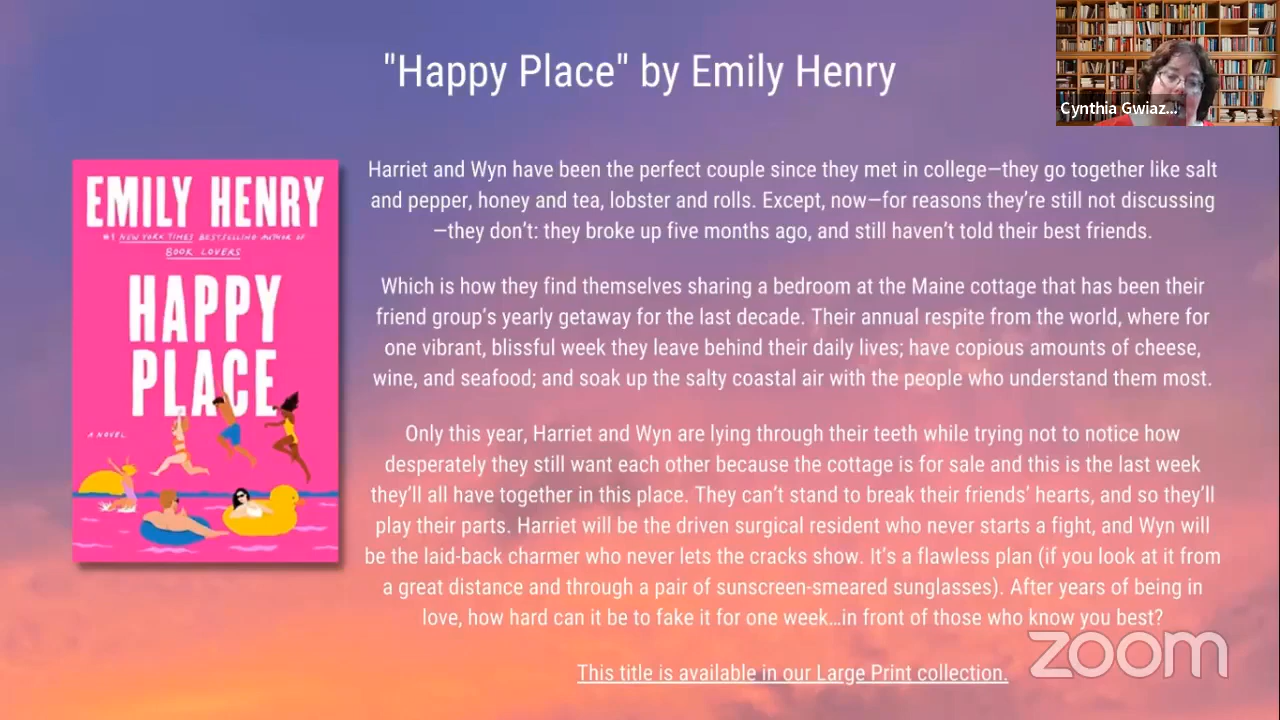 "Happy Place" by Emily Henry
Cynthia Gwiaz...
EMILY HENRY
#1 NEW YORK TIMES BESTSELLING AUTHOR OF
BOOK LOVERS
HAPPY
PLACE
A NOVEL
Harriet and Wyn have been the perfect couple since they met in college—they go together like salt
and pepper, honey and tea, lobster and rolls. Except, now—for reasons they're still not discussing
—they don't: they broke up five months ago, and still haven't told their best friends.
Which is how they find themselves sharing a bedroom at the Maine cottage that has been their
friend group's yearly getaway for the last decade. Their annual respite from the world, where for
one vibrant, blissful week they leave behind their daily lives; have copious amounts of cheese,
wine, and seafood; and soak up the salty coastal air with the people who understand them most.
Only this year, Harriet and Wyn are lying through their teeth while trying not to notice how
desperately they still want each other because the cottage is for sale and this is the last week
they'll all have together in this place. They can't stand to break their friends' hearts, and so they'll
play their parts. Harriet will be the driven surgical resident who never starts a fight, and Wyn will
be the laid-back charmer who never lets the cracks show. It's a flawless plan (if you look at it from
a great distance and through a pair of sunscreen-smeared sunglasses). After years of being in
love, how hard can it be to fake it for one week…in front of those who know you best?
This title is available in our Large Print collection.
zoom